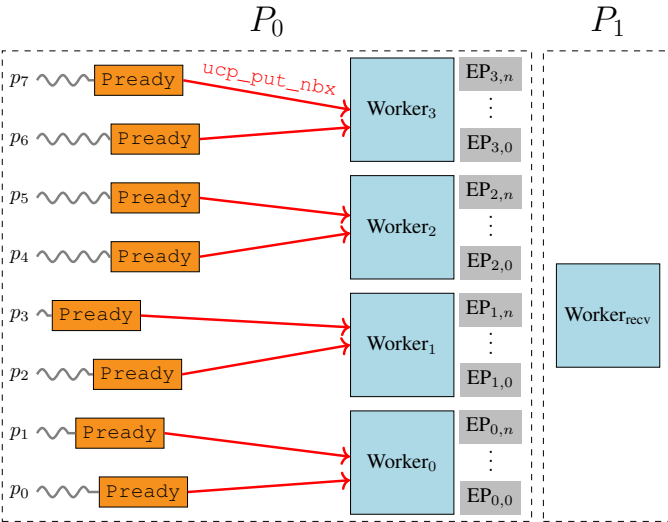 P₀ P₁
p₇ Pready ucp_put_nbx Worker₃ EP₃,ₙ
⋮
p₆ Pready EP₃,₀
p₅ Pready Worker₂ EP₂,ₙ
⋮
p₄ Pready EP₂,₀
p₃ Pready Worker₁ EP₁,ₙ
⋮
p₂ Pready EP₁,₀
Worker_recv
p₁ Pready Worker₀ EP₀,ₙ
⋮
p₀ Pready EP₀,₀